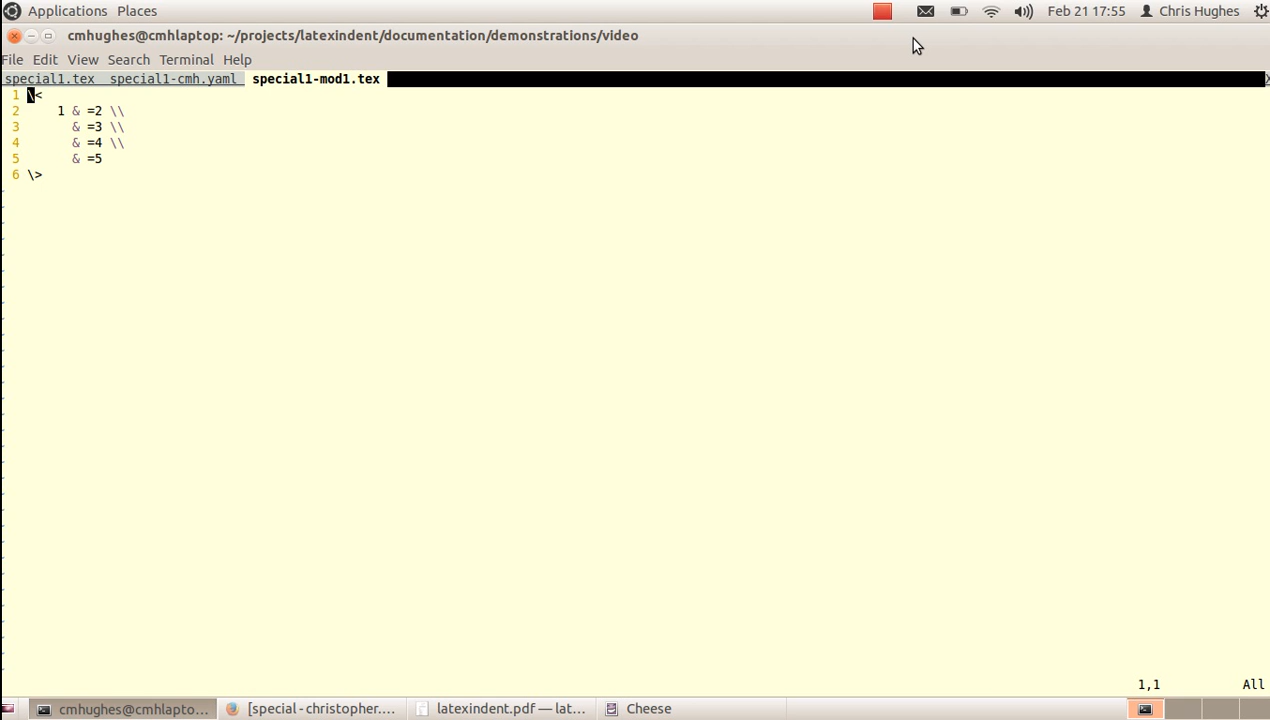 Applications Places Feb 21 17:55 Chris Hughes
cmhughes@cmhlaptop: ~/projects/latexindent/documentation/demonstrations/video
File Edit View Search Terminal Help
special1.tex special1-cmh.yaml special1-mod1.tex X
1 \<
2 1 & =2 \\
3 & =3 \\
4 & =4 \\
5 & =5
6 \>
1,1 All
cmhughes@cmhlapto... [special - christopher.... latexindent.pdf — lat... Cheese